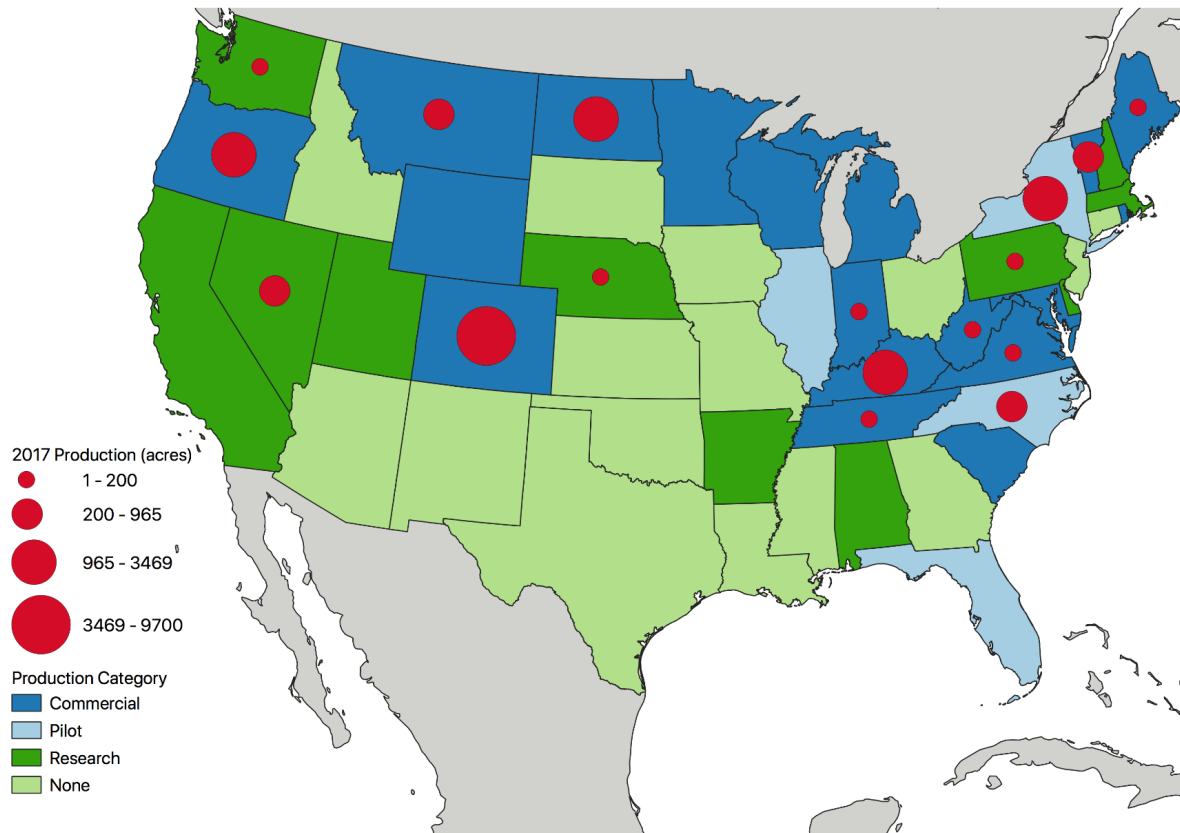 2017 Production (acres)
1 - 200
200 - 965
965 - 3469
3469 - 9700
Production Category
Commercial
Pilot
Research
None